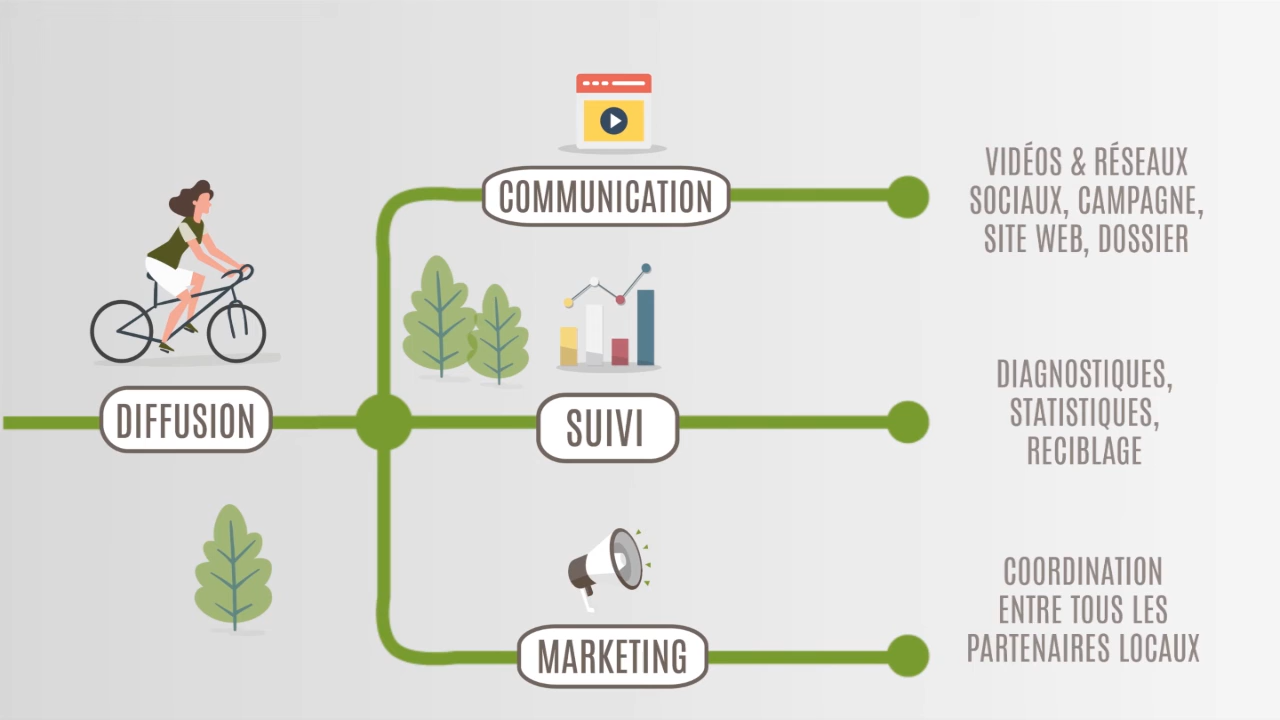 COMMUNICATION
VIDÉOS & RÉSEAUX
SOCIAUX, CAMPAGNE,
SITE WEB, DOSSIER
DIFFUSION
SUIVI
DIAGNOSTIQUES,
STATISTIQUES,
RECIBLAGE
MARKETING
COORDINATION
ENTRE TOUS LES
PARTENAIRES LOCAUX